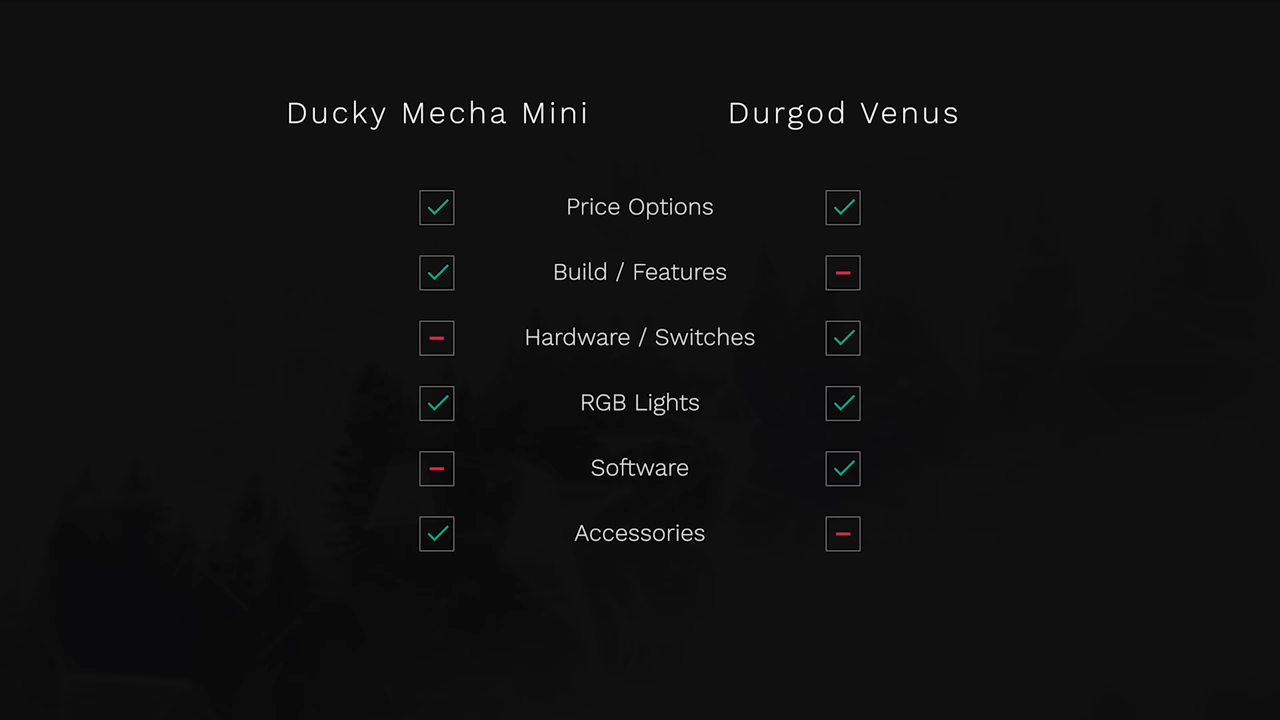 Ducky Mecha Mini Durgod Venus
Price Options
Build / Features
Hardware / Switches
RGB Lights
Software
Accessories